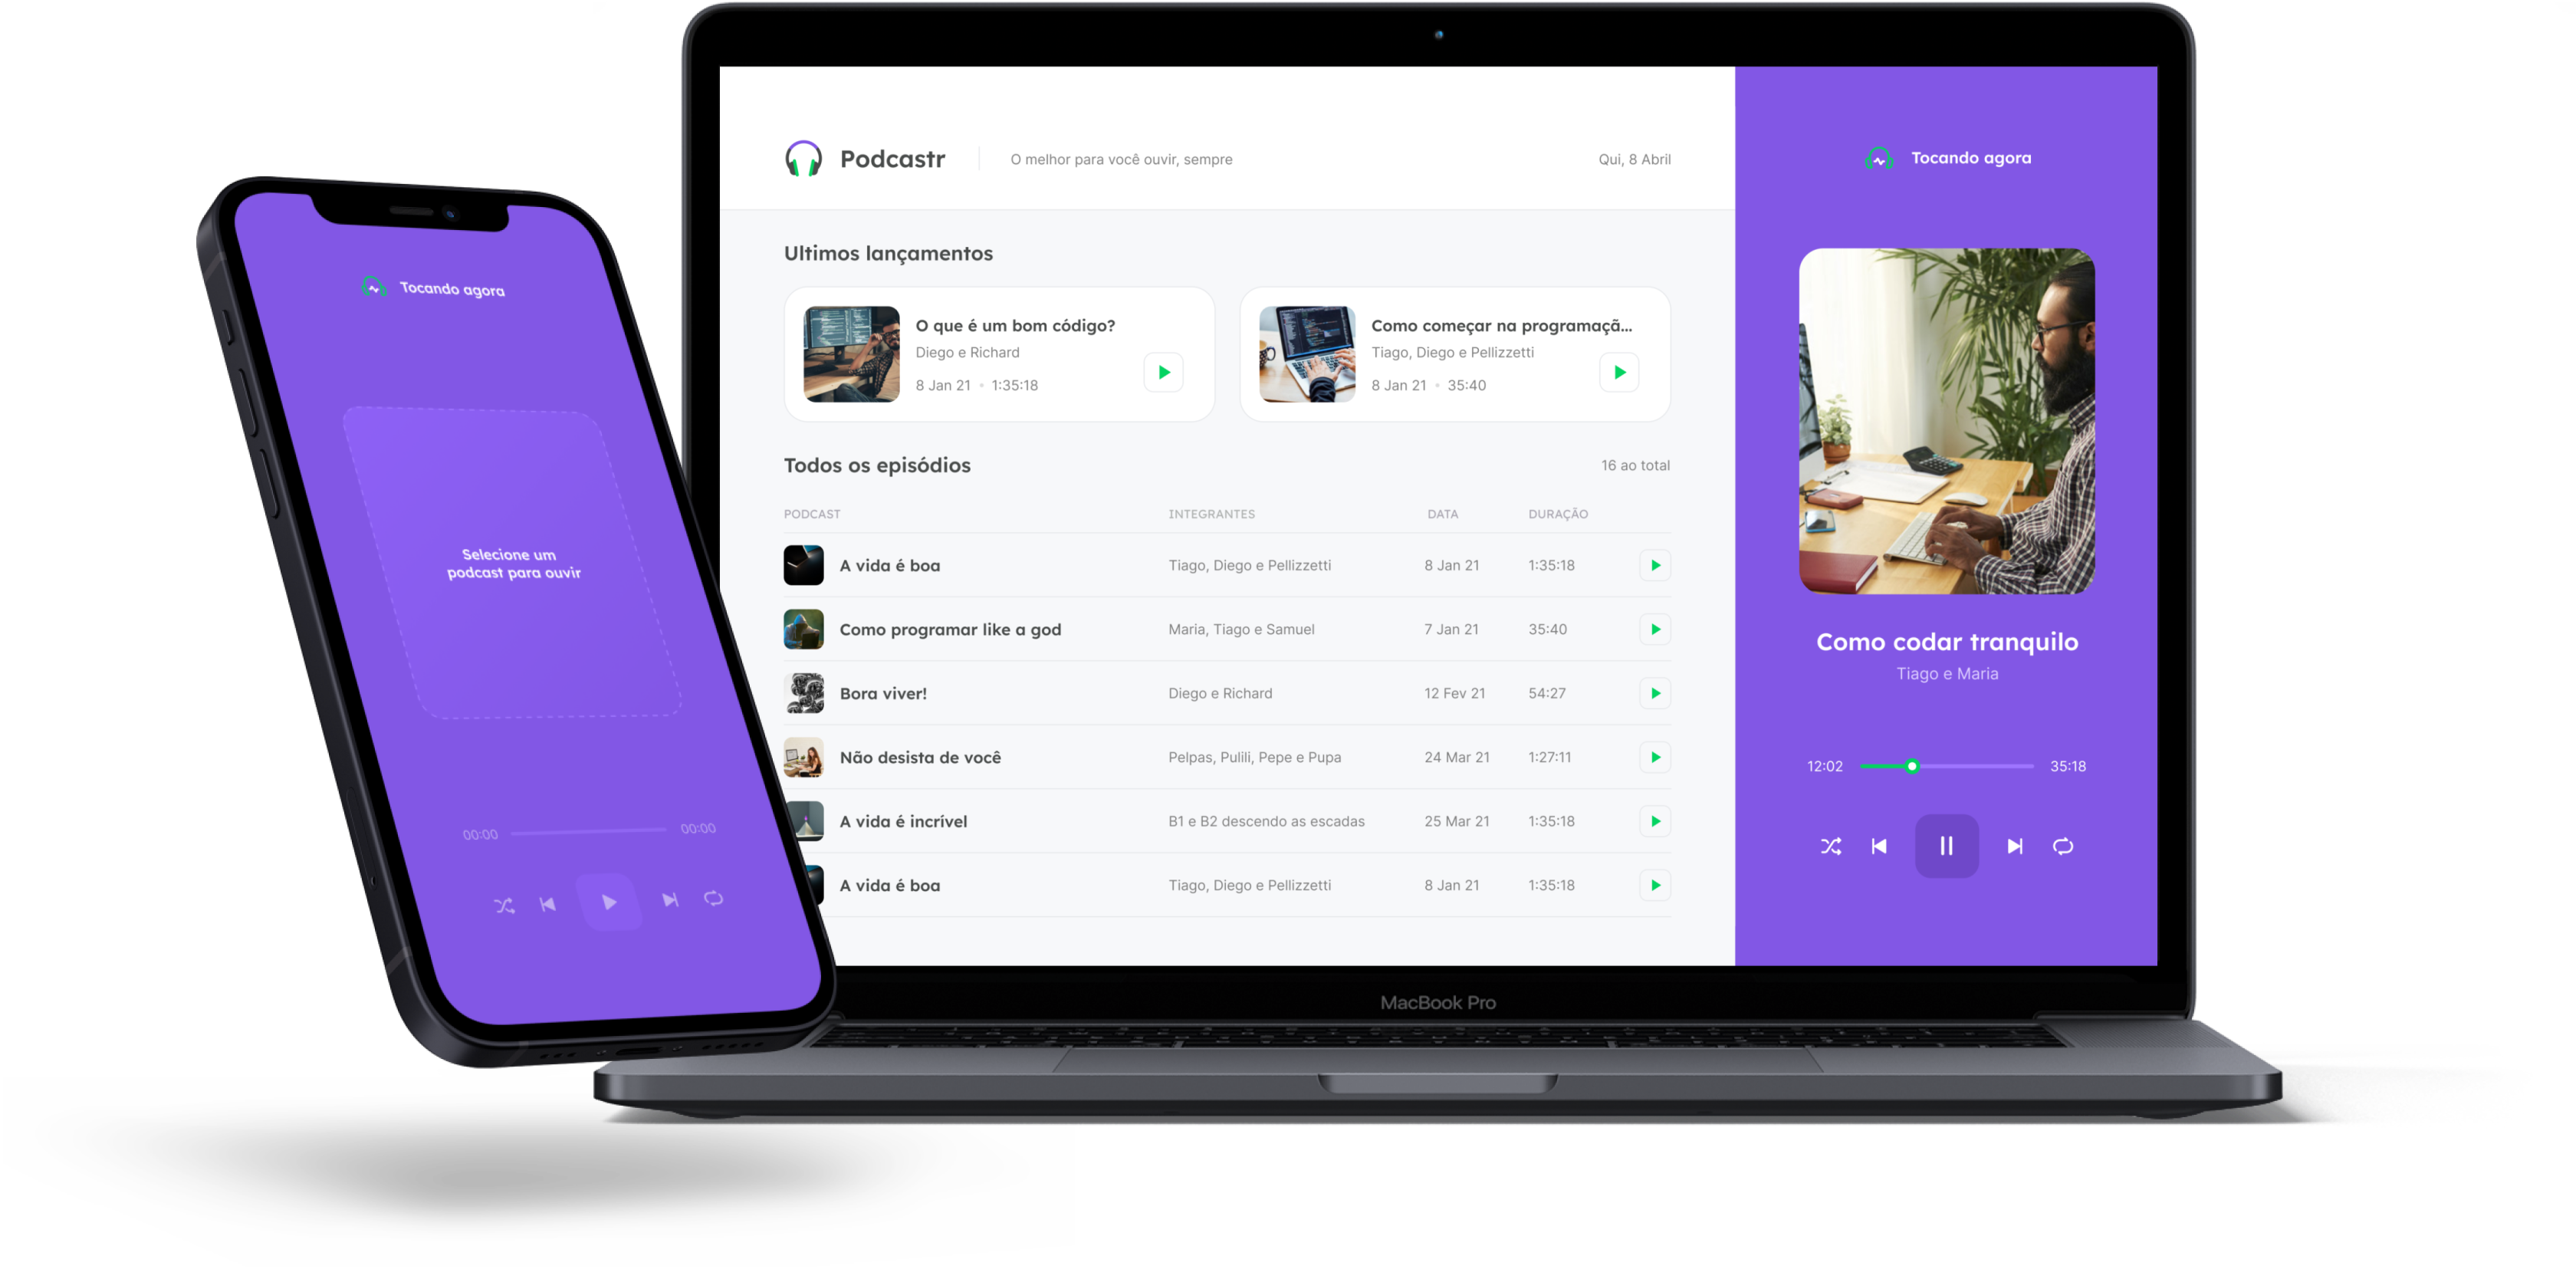 Tocando agora
Selecione um
podcast para ouvir
00:00 00:00
Podcastr O melhor para você ouvir, sempre Qui, 8 Abril
Ultimos lançamentos
O que é um bom código?
Diego e Richard
8 Jan 21 • 1:35:18
Como começar na programaçã...
Tiago, Diego e Pellizzetti
8 Jan 21 • 35:40
Todos os episódios 16 ao total
PODCAST INTEGRANTES DATA DURAÇÃO
A vida é boa Tiago, Diego e Pellizzetti 8 Jan 21 1:35:18
Como programar like a god Maria, Tiago e Samuel 7 Jan 21 35:40
Bora viver! Diego e Richard 12 Fev 21 54:27
Não desista de você Pelpas, Pulili, Pepe e Pupa 24 Mar 21 1:27:11
A vida é incrível B1 e B2 descendo as escadas 25 Mar 21 1:35:18
A vida é boa Tiago, Diego e Pellizzetti 8 Jan 21 1:35:18
Tocando agora
Como codar tranquilo
Tiago e Maria
12:02 35:18
MacBook Pro